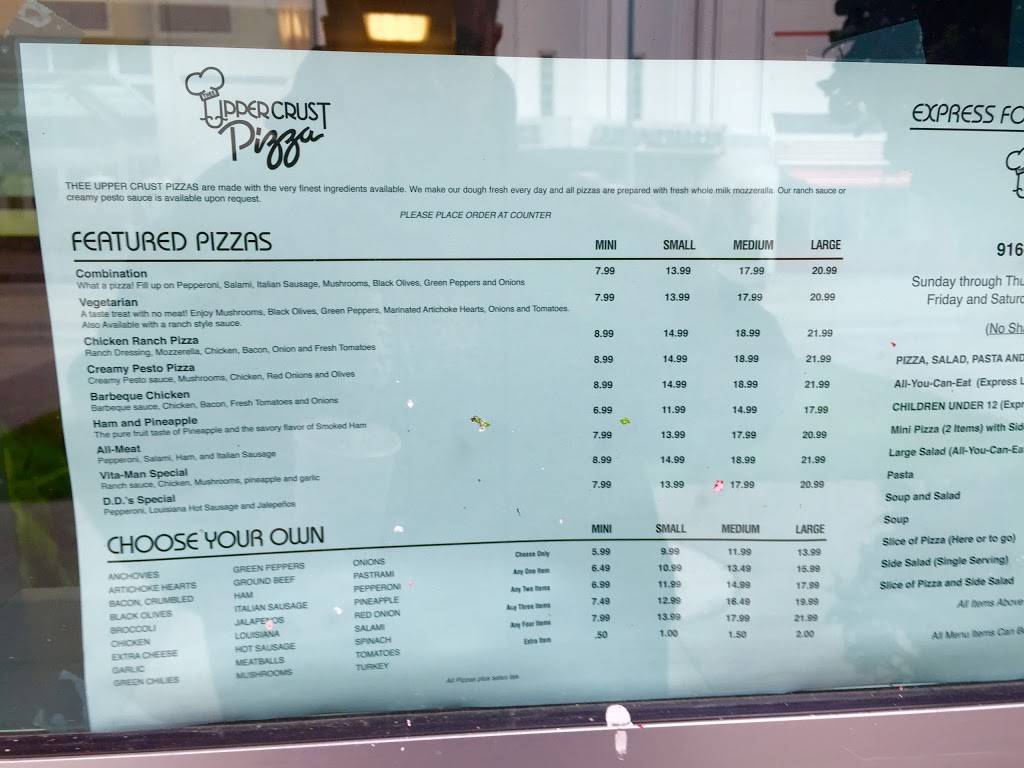 THEE
UPPER CRUST
Pizza
THEE UPPER CRUST PIZZAS are made with the very finest ingredients available. We make our dough fresh every day and all pizzas are prepared with fresh whole milk mozzeralla. Our ranch sauce or
creamy pesto sauce is available upon request.
PLEASE PLACE ORDER AT COUNTER
FEATURED PIZZAS MINI SMALL MEDIUM LARGE
Combination 7.99 13.99 17.99 20.99
What a pizza! Fill up on Pepperoni, Salami, Italian Sausage, Mushrooms, Black Olives, Green Peppers and Onions
Vegetarian 7.99 13.99 17.99 20.99
A taste treat with no meat! Enjoy Mushrooms, Black Olives, Green Peppers, Marinated Artichoke Hearts, Onions and Tomatoes.
Also Available with a ranch style sauce.
Chicken Ranch Pizza 8.99 14.99 18.99 21.99
Ranch Dressing, Mozzerella, Chicken, Bacon, Onion and Fresh Tomatoes
Creamy Pesto Pizza 8.99 14.99 18.99 21.99
Creamy Pesto sauce, Mushrooms, Chicken, Red Onions and Olives
Barbeque Chicken 8.99 14.99 18.99 21.99
Barbeque sauce, Chicken, Bacon, Fresh Tomatoes and Onions
Ham and Pineapple 6.99 11.99 14.99 17.99
The pure fruit taste of Pineapple and the savory flavor of Smoked Ham
All-Meat 7.99 13.99 17.99 20.99
Pepperoni, Salami, Ham, and Italian Sausage
Vita-Man Special 8.99 14.99 18.99 21.99
Ranch sauce, Chicken, Mushrooms, pineapple and garlic
D.D.'s Special 7.99 13.99 17.99 20.99
Pepperoni, Louisiana Hot Sausage and Jalepeños
CHOOSE YOUR OWN MINI SMALL MEDIUM LARGE
Cheese Only 5.99 9.99 11.99 13.99
Any One Item 6.49 10.99 13.49 15.99
Any Two Items 6.99 11.99 14.99 17.99
Any Three Items 7.49 12.99 16.49 19.99
Any Four Items 7.99 13.99 17.99 21.99
Extra Item .50 1.00 1.50 2.00
ANCHOVIES
ARTICHOKE HEARTS
BACON, CRUMBLED
BLACK OLIVES
BROCCOLI
CHICKEN
EXTRA CHEESE
GARLIC
GREEN CHILIES
GREEN PEPPERS
GROUND BEEF
HAM
ITALIAN SAUSAGE
JALAPEÑOS
LOUISIANA
HOT SAUSAGE
MEATBALLS
MUSHROOMS
ONIONS
PASTRAMI
PEPPERONI
PINEAPPLE
RED ONION
SALAMI
SPINACH
TOMATOES
TURKEY
All Pizzas plus sales tax
EXPRESS FO
916
Sunday through Thu
Friday and Saturd
(No Sha
PIZZA, SALAD, PASTA AND
All-You-Can-Eat (Express L
CHILDREN UNDER 12 (Expr
Mini Pizza (2 Items) with Sid
Large Salad (All-You-Can-Ea
Pasta
Soup and Salad
Soup
Slice of Pizza (Here or to go)
Side Salad (Single Serving)
Slice of Pizza and Side Salad
All Items Above
All Menu Items Can B